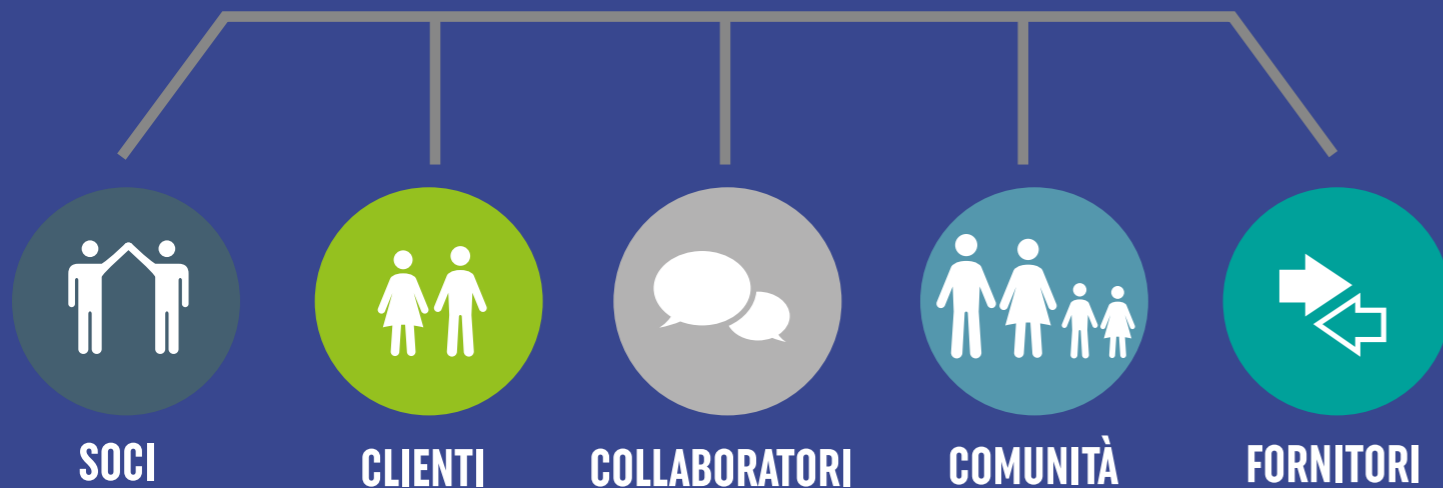 SOCI
CLIENTI
COLLABORATORI
COMUNITÀ
FORNITORI